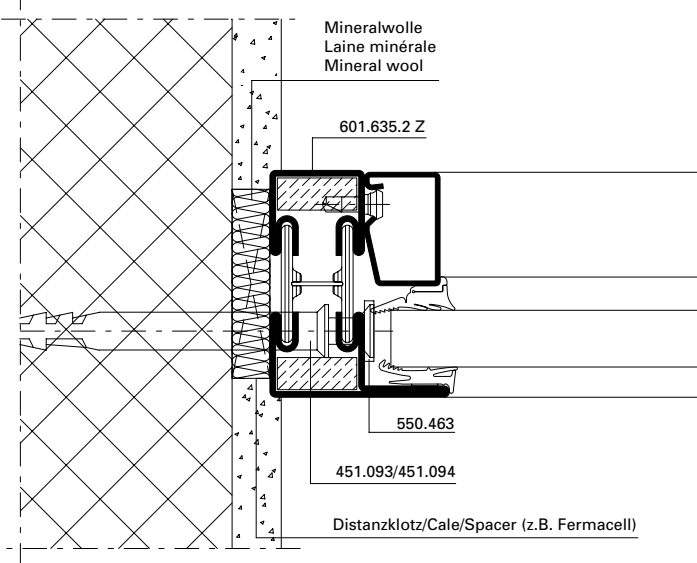 Mineralwolle
Laine minérale
Mineral wool
601.635.2 Z
550.463
451.093/451.094
Distanzklotz/Cale/Spacer (z.B. Fermacell)